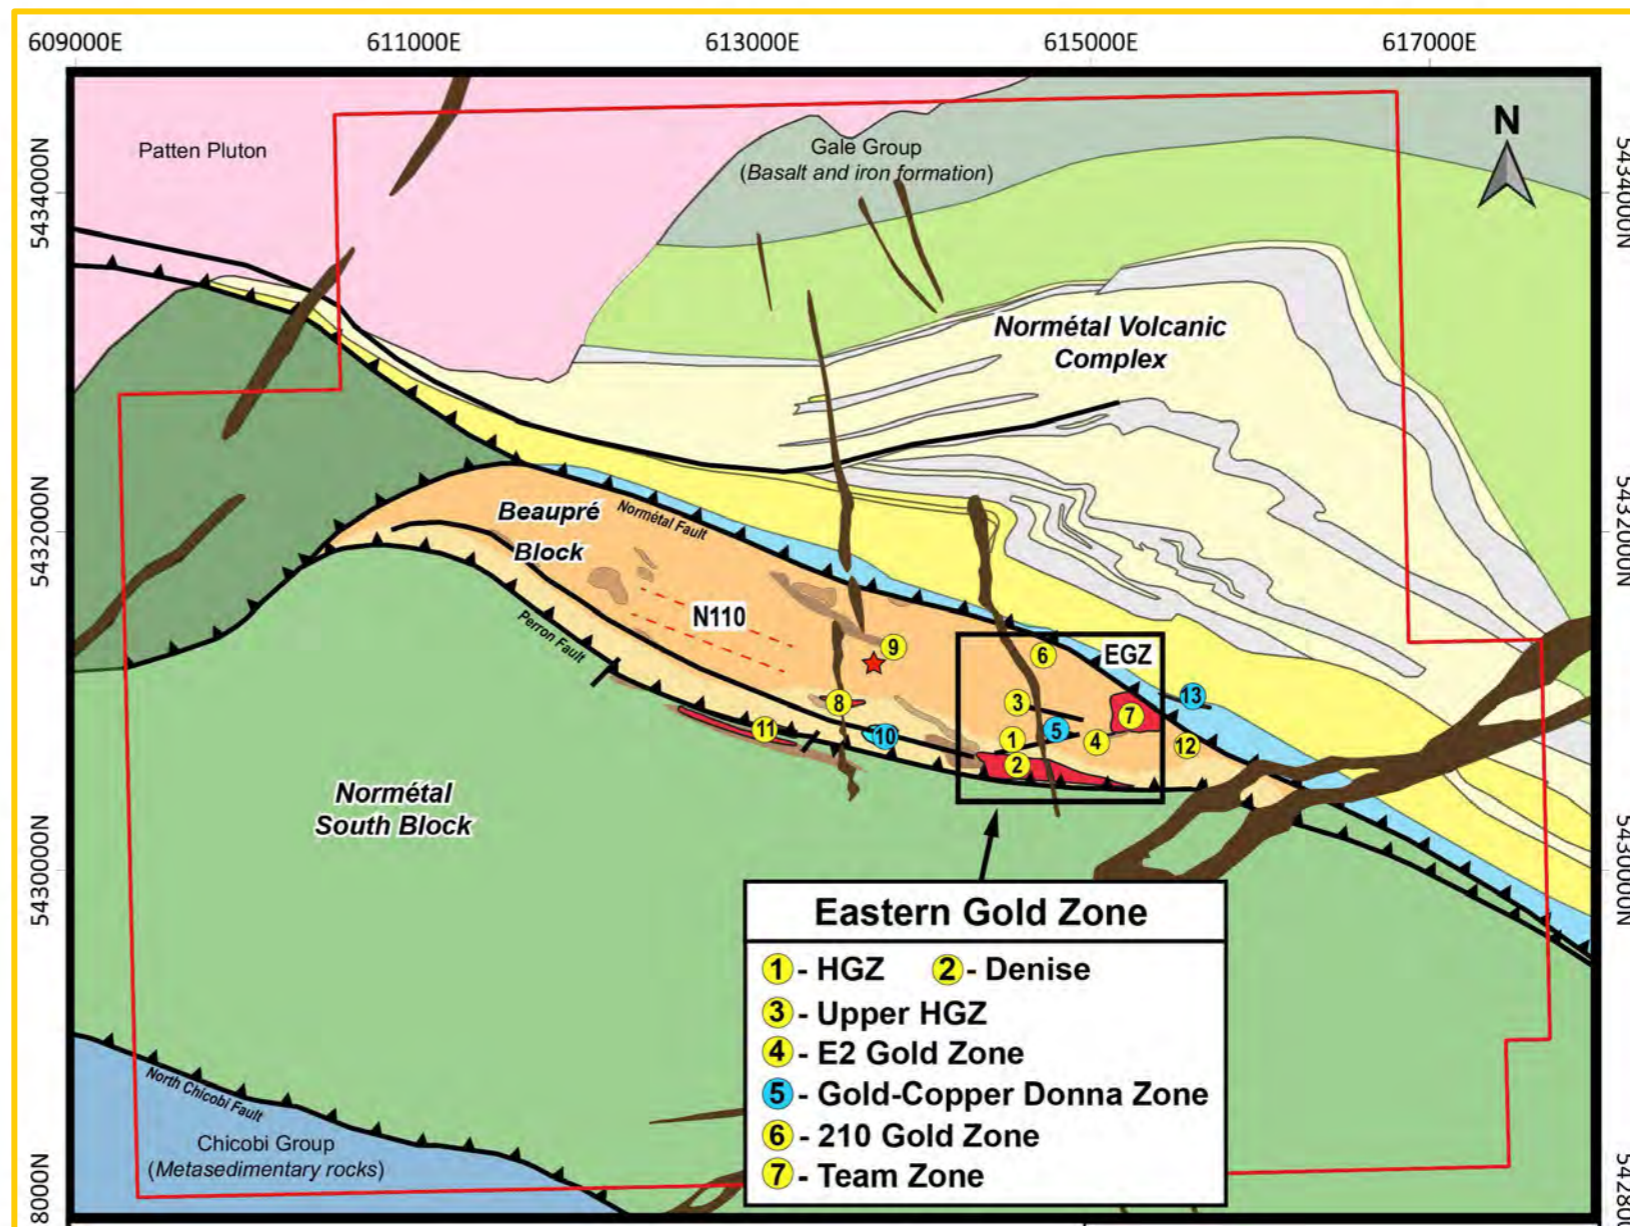 609000E 611000E 613000E 615000E 617000E
N
Patten Pluton
Gale Group
(Basalt and iron formation)
5434000N
5434000N
Normétal Volcanic
Complex
5432000N
5432000N
Beaupré
Block
Normétal Fault
N110
Perron Fault
EGZ
6
9
13
3
7
8
5
11
10
1
4
12
2
Normétal
South Block
5430000N
5430000N
Eastern Gold Zone
1 - HGZ 2 - Denise
3 - Upper HGZ
4 - E2 Gold Zone
5 - Gold-Copper Donna Zone
6 - 210 Gold Zone
7 - Team Zone
North Chicobi Fault
Chicobi Group
(Metasedimentary rocks)
8000N
542800